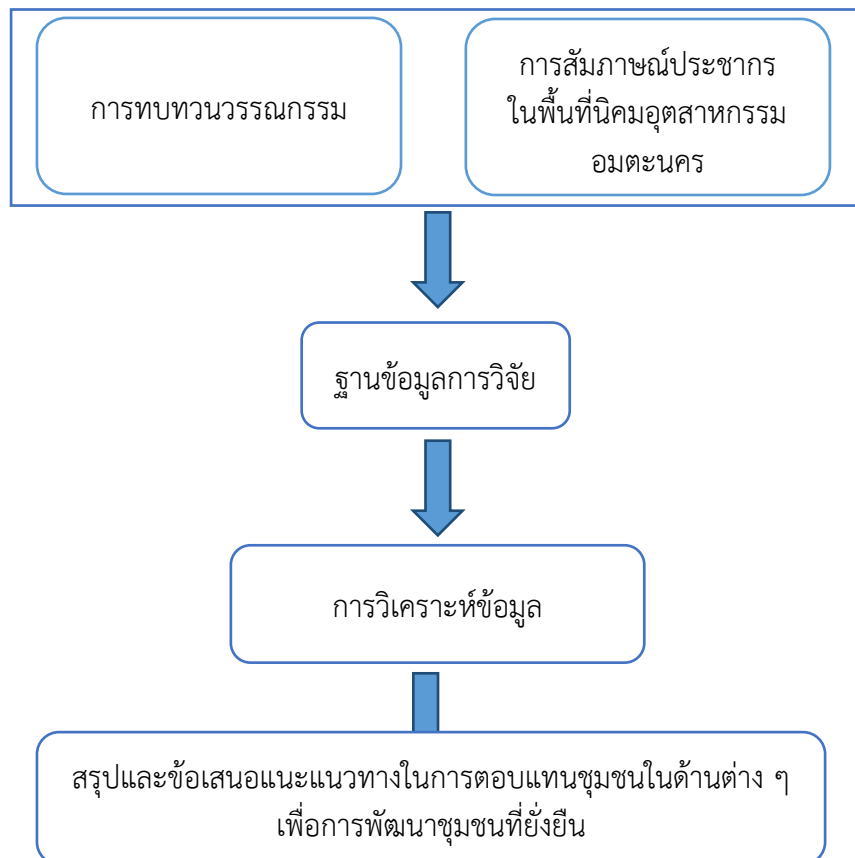 การทบทวนวรรณกรรม
การสัมภาษณ์ประชากร
ในพื้นที่นิคมอุตสาหกรรม
อมตะนคร
ฐานข้อมูลการวิจัย
การวิเคราะห์ข้อมูล
สรุปและข้อเสนอแนะแนวทางในการตอบแทนชุมชนในด้านต่าง ๆ
เพื่อการพัฒนาชุมชนที่ยั่งยืน